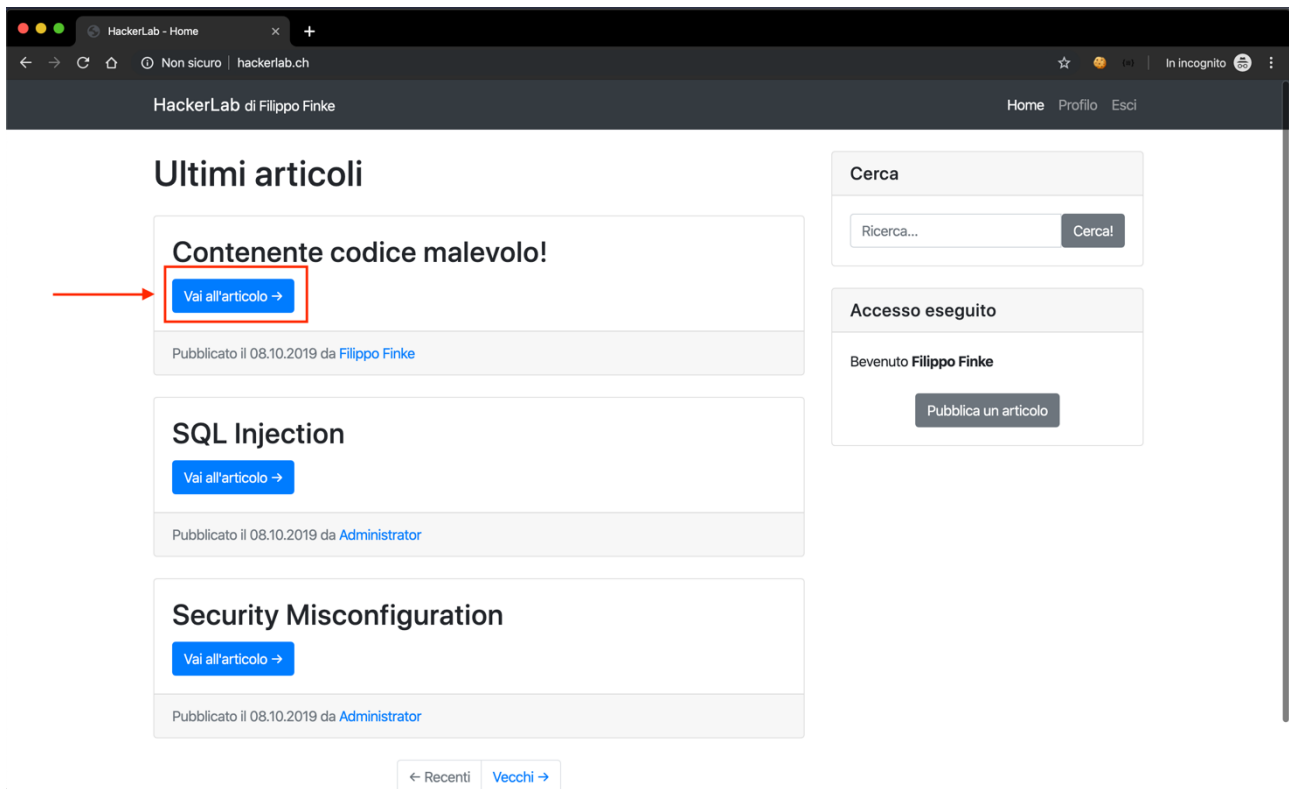 HackerLab - Home
Non sicuro | hackerlab.ch
In incognito
HackerLab di Filippo Finke
Home Profilo Esci
Ultimi articoli
Contenente codice malevolo!
Vai all'articolo →
Pubblicato il 08.10.2019 da Filippo Finke
SQL Injection
Vai all'articolo →
Pubblicato il 08.10.2019 da Administrator
Security Misconfiguration
Vai all'articolo →
Pubblicato il 08.10.2019 da Administrator
← Recenti
Vecchi →
Cerca
Ricerca...
Cerca!
Accesso eseguito
Bevenuto Filippo Finke
Pubblica un articolo